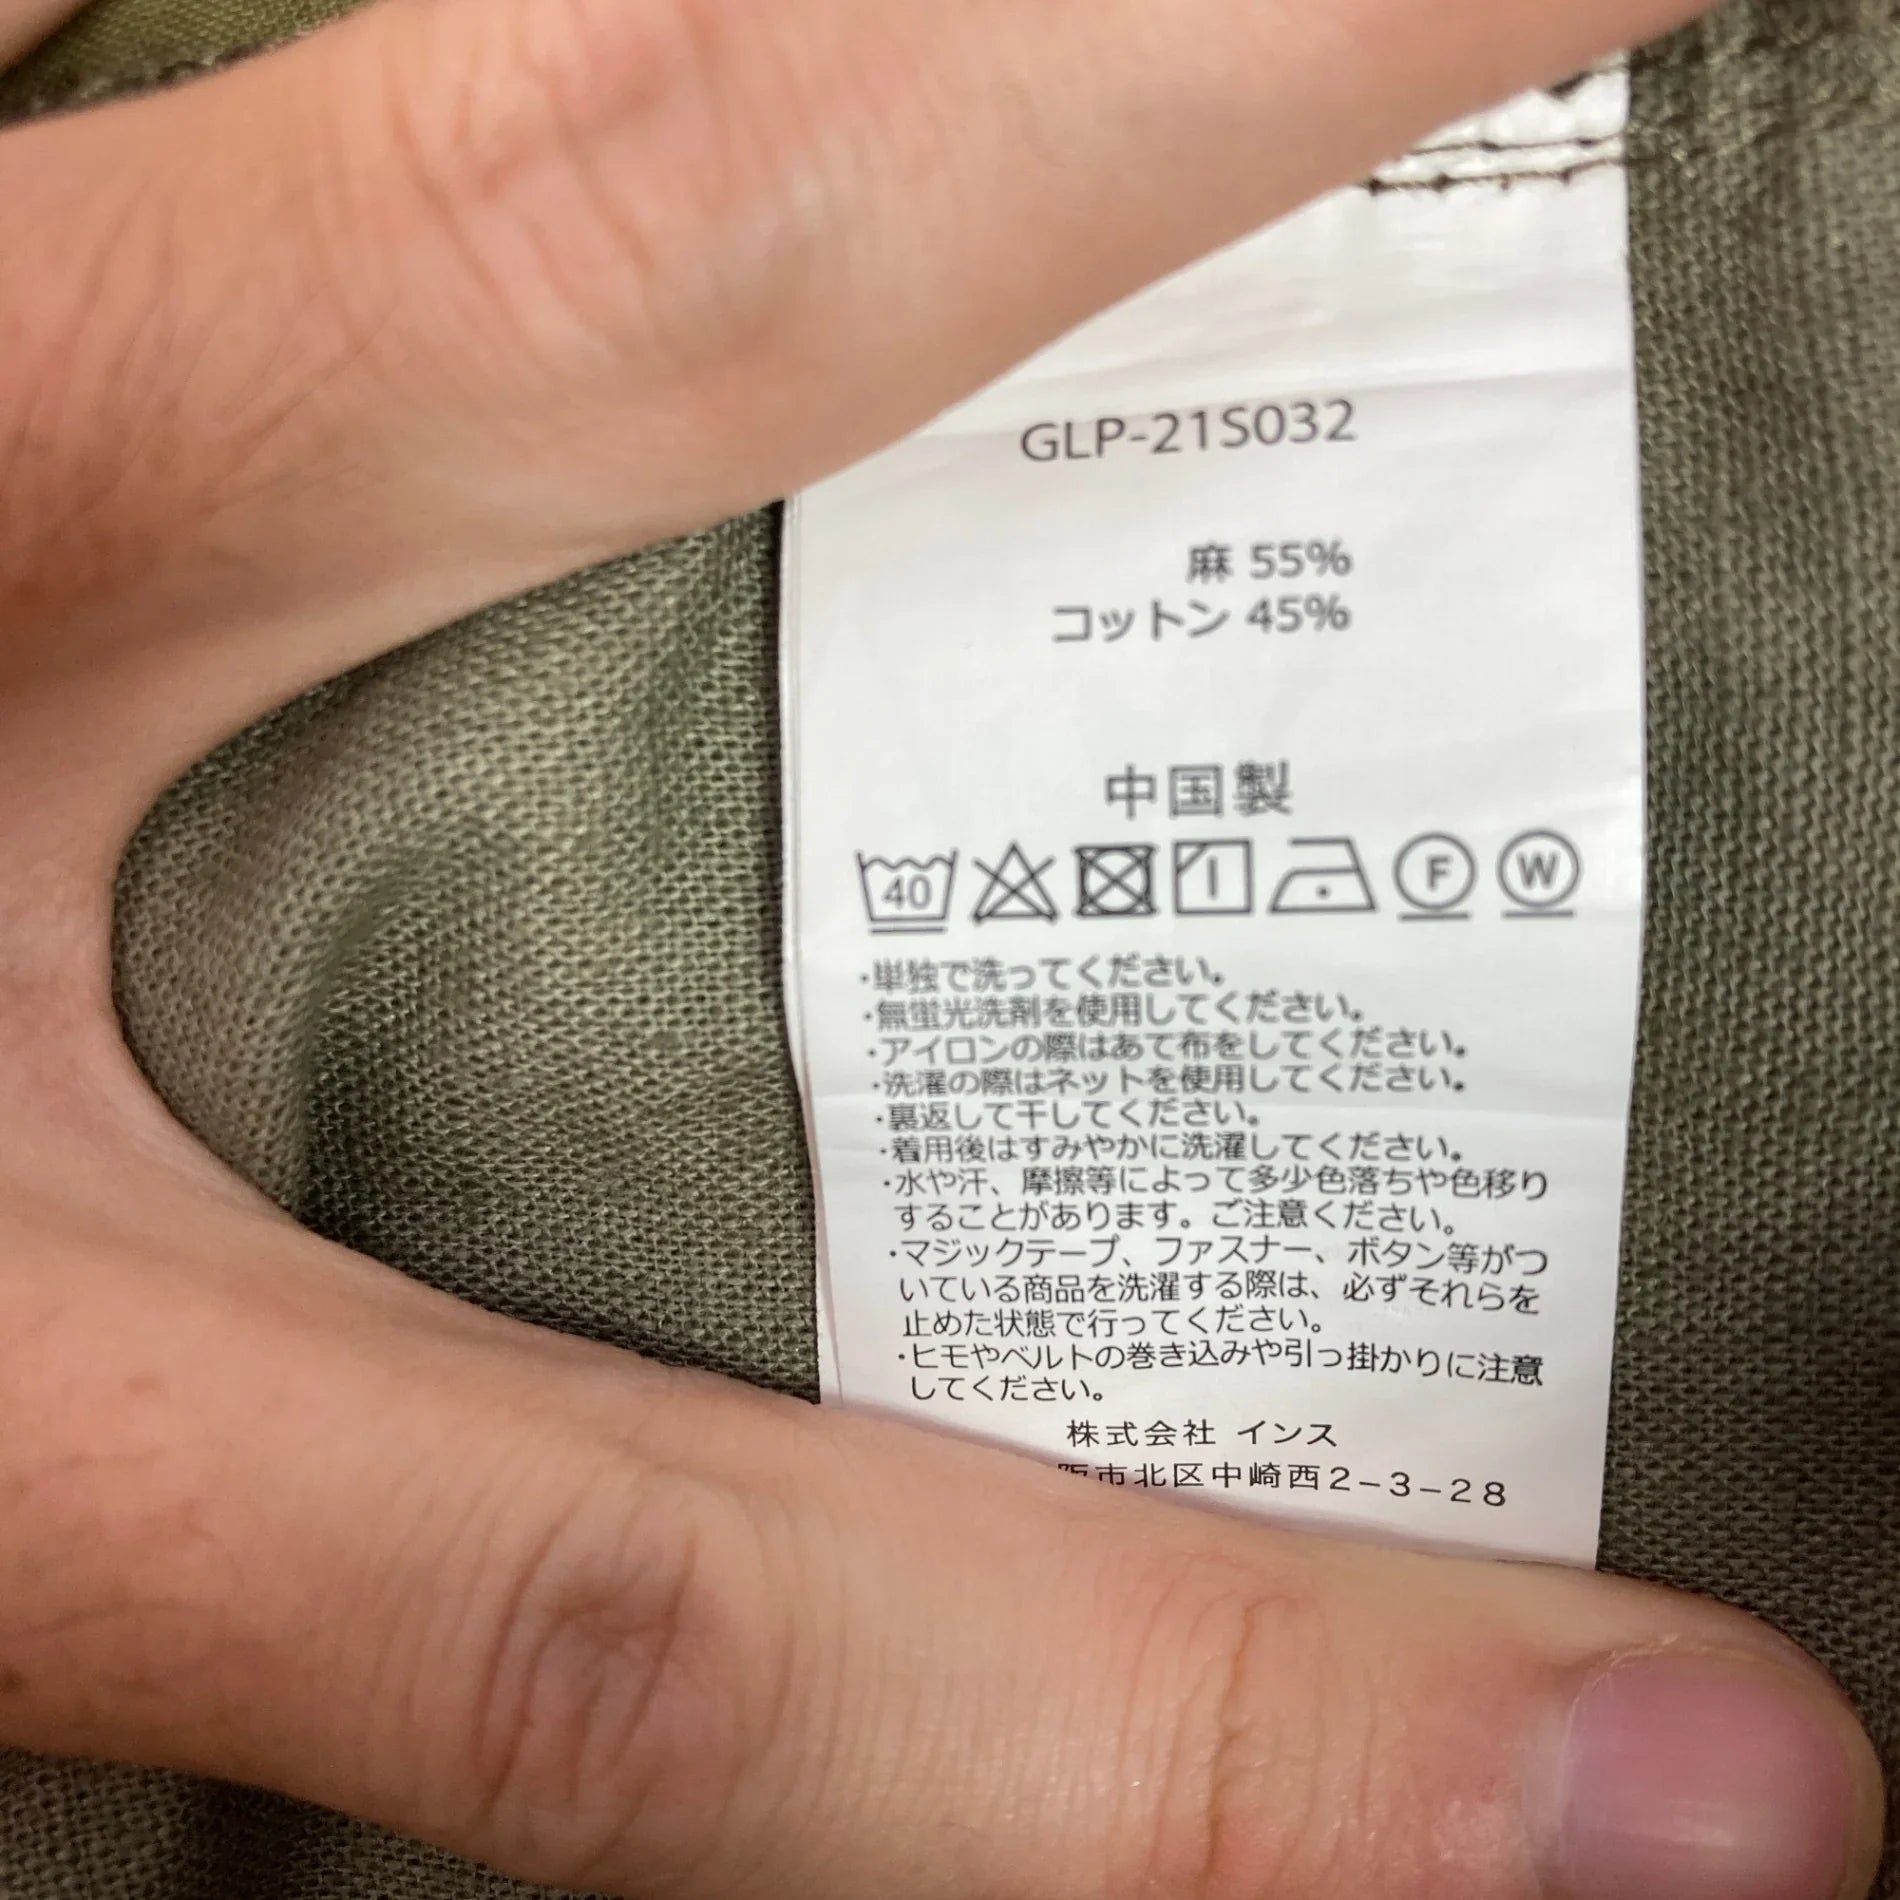 GLP-21S032
麻 55%
コットン 45%
中国製
40 F W
・単独で洗ってください。
・無蛍光洗剤を使用してください。
・アイロンの際はあて布をしてください。
・洗濯の際はネットを使用してください。
・裏返して干してください。
・着用後はすみやかに洗濯してください。
・水や汗、摩擦等によって多少色落ちや色移り
することがあります。ご注意ください。
・マジックテープ、ファスナー、ボタン等がつ
いている商品を洗濯する際は、必ずそれらを
止めた状態で行ってください。
・ヒモやベルトの巻き込みや引っ掛かりに注意
してください。
株式会社 インス
阪市北区中崎西2-3-28